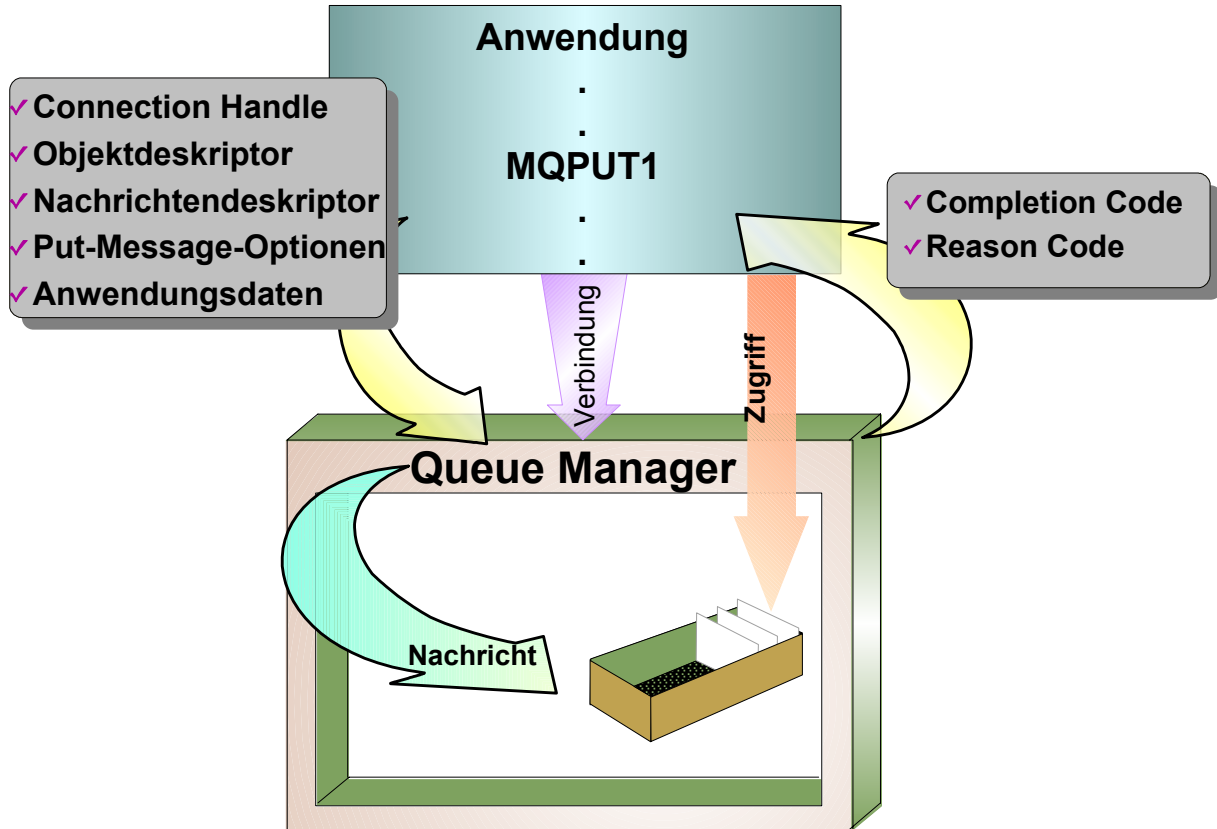 Anwendung
.
.
MQPUT1
.
.
✓Connection Handle
✓Objektdeskriptor
✓Nachrichtendeskriptor
✓Put-Message-Optionen
✓Anwendungsdaten
✓Completion Code
✓Reason Code
Verbindung
Zugriff
Queue Manager
Nachricht